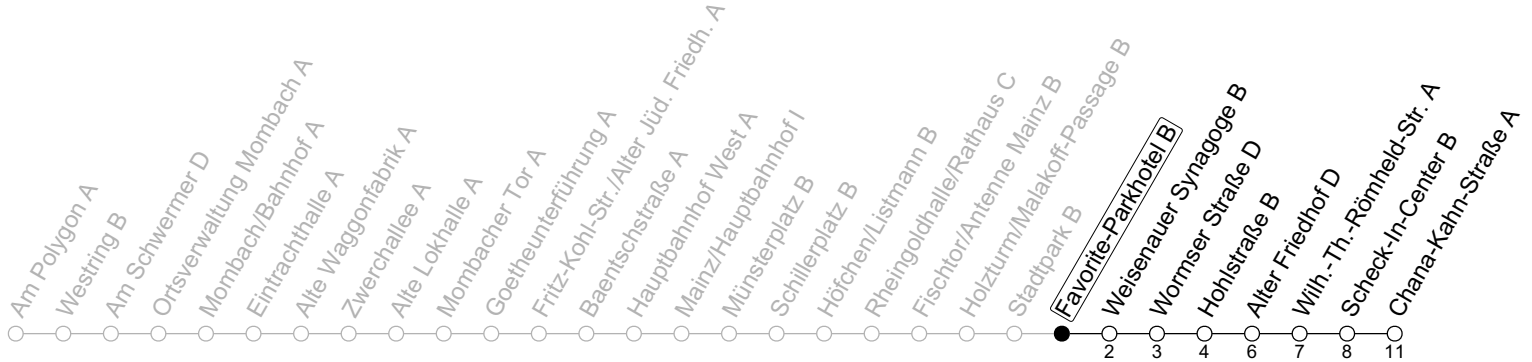 Am Polygon A
Westring B
Am Schwermer D
Ortsverwaltung Mombach A
Mombach/Bahnhof A
Eintrachthalle A
Alte Waggonfabrik A
Zwerchallee A
Alte Lokhalle A
Mombacher Tor A
Goetheunterführung A
Fritz-Kohl-Str./Alter Jüd. Friedh. A
Baentschstraße A
Hauptbahnhof West A
Mainz/Hauptbahnhof I
Münsterplatz B
Schillerplatz B
Höfchen/Listmann B
Rheingoldhalle/Rathaus C
Fischtor/Antenne Mainz B
Holzturm/Malakoff-Passage B
Stadtpark B
Favorite-Parkhotel B
Weisenauer Synagoge B
Wormser Straße D
Hohlstraße B
Alter Friedhof D
Wilh.-Th.-Römheld-Str. A
Scheck-In-Center B
Chana-Kahn-Straße A
2 3 4 6 7 8 11